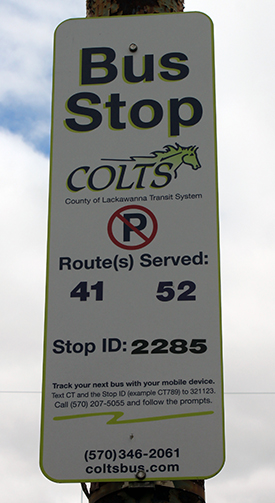 Bus
Stop
COLTS
County of Lackawanna Transit System
P
Route(s) Served:
41 52
Stop ID: 2285
Track your next bus with your mobile device.
Text CT and the Stop ID (example CT789) to 321123.
Call (570) 207-5055 and follow the prompts.
(570)346-2061
coltsbus.com